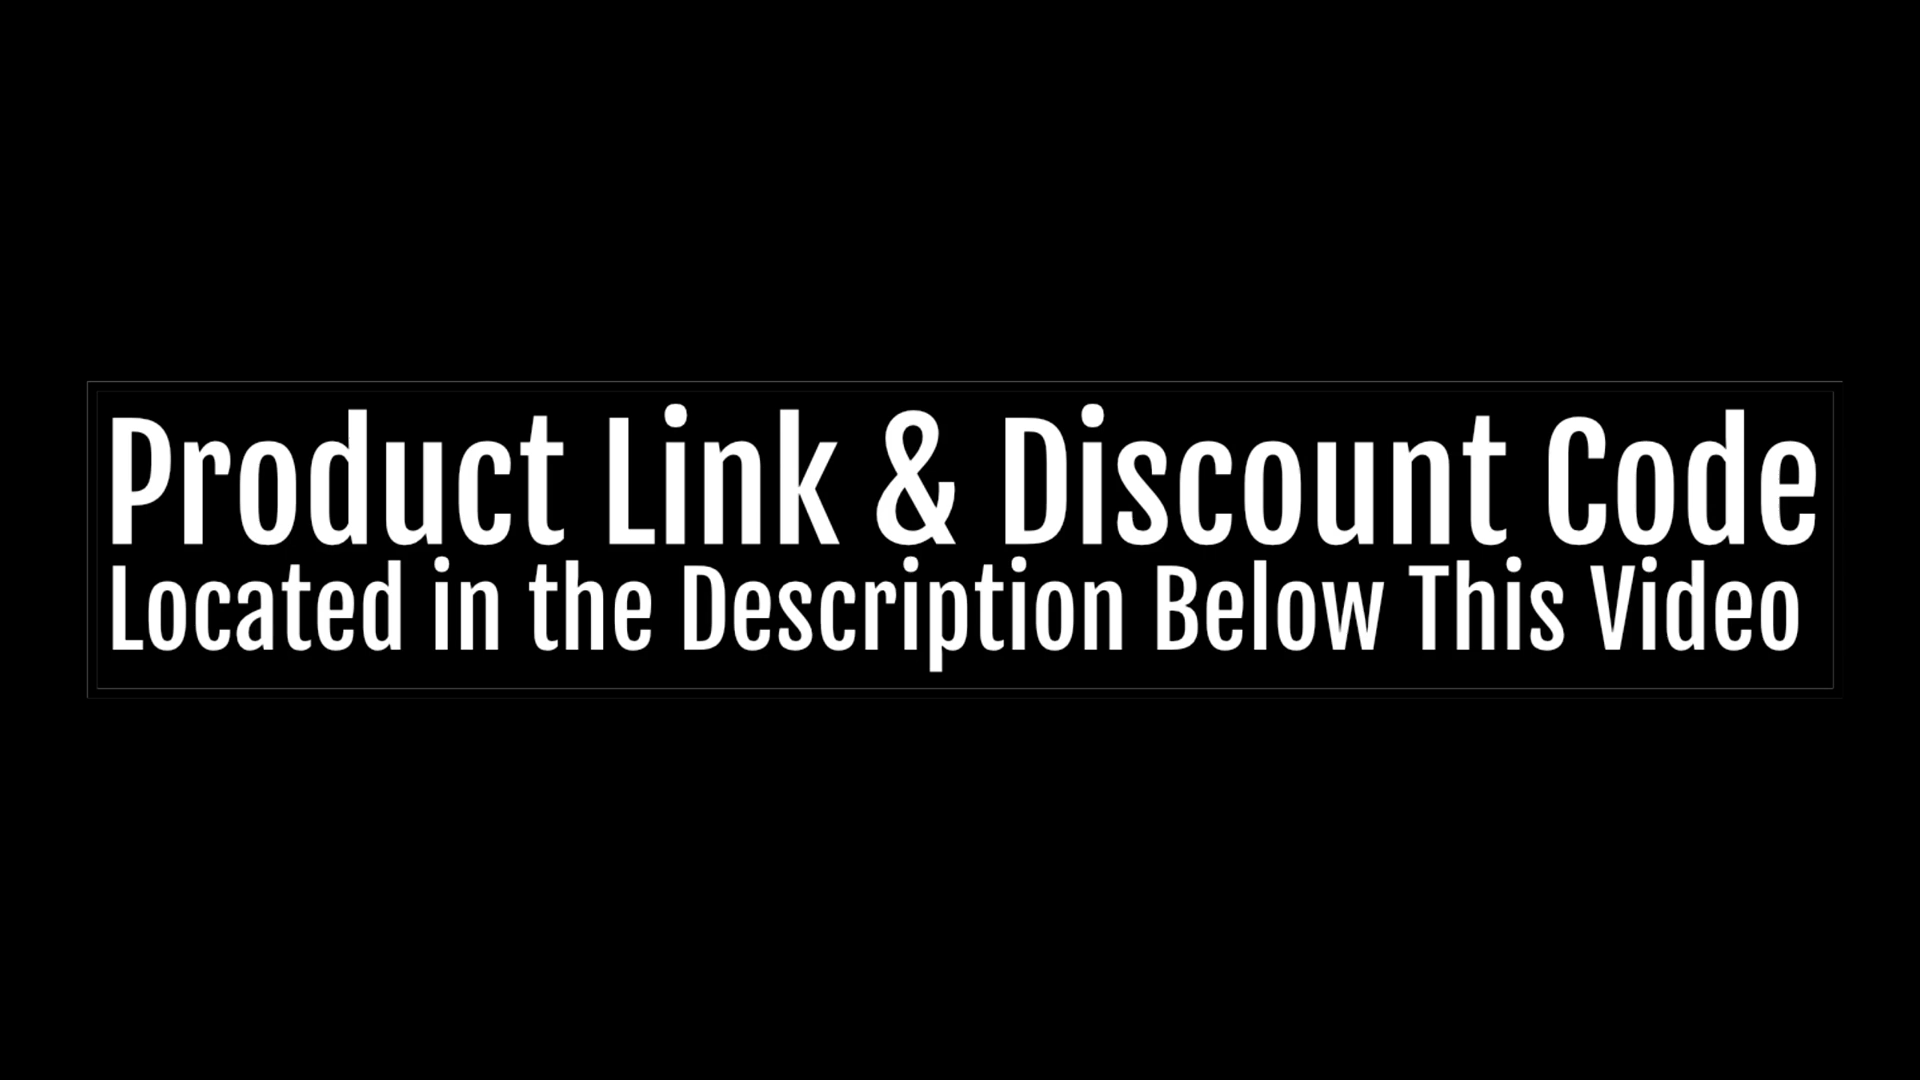 Product Link & Discount Code
Located in the Description Below This Video